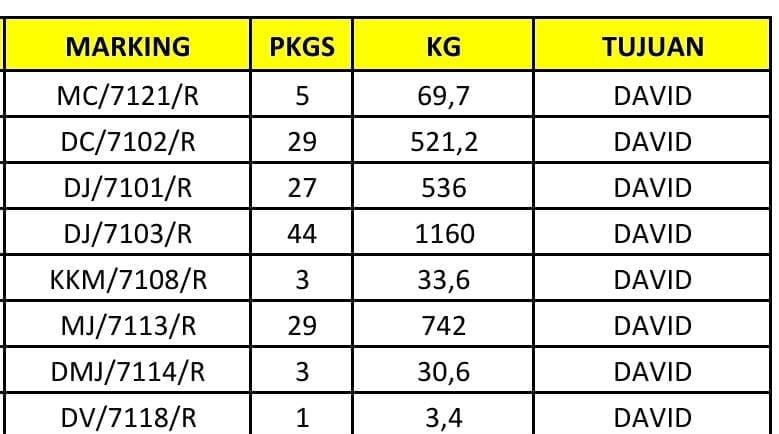 MARKING PKGS KG TUJUAN
MC/7121/R 5 69,7 DAVID
DC/7102/R 29 521,2 DAVID
DJ/7101/R 27 536 DAVID
DJ/7103/R 44 1160 DAVID
KKM/7108/R 3 33,6 DAVID
MJ/7113/R 29 742 DAVID
DMJ/7114/R 3 30,6 DAVID
DV/7118/R 1 3,4 DAVID